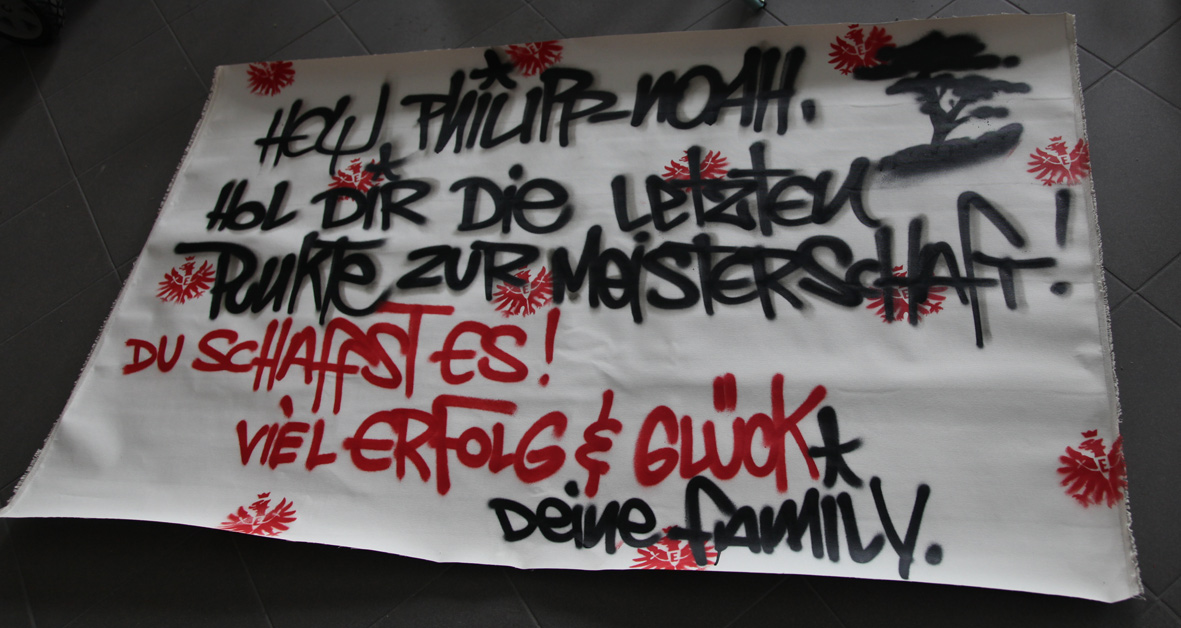 HEY PHILIPP-NOAH.
HOL DIR DIE LETZTEN
PUNKTE ZUR MEISTERSCHAFT!
DU SCHAFFST ES!
VIEL ERFOLG & GLÜCK
DEINE FAMILY.